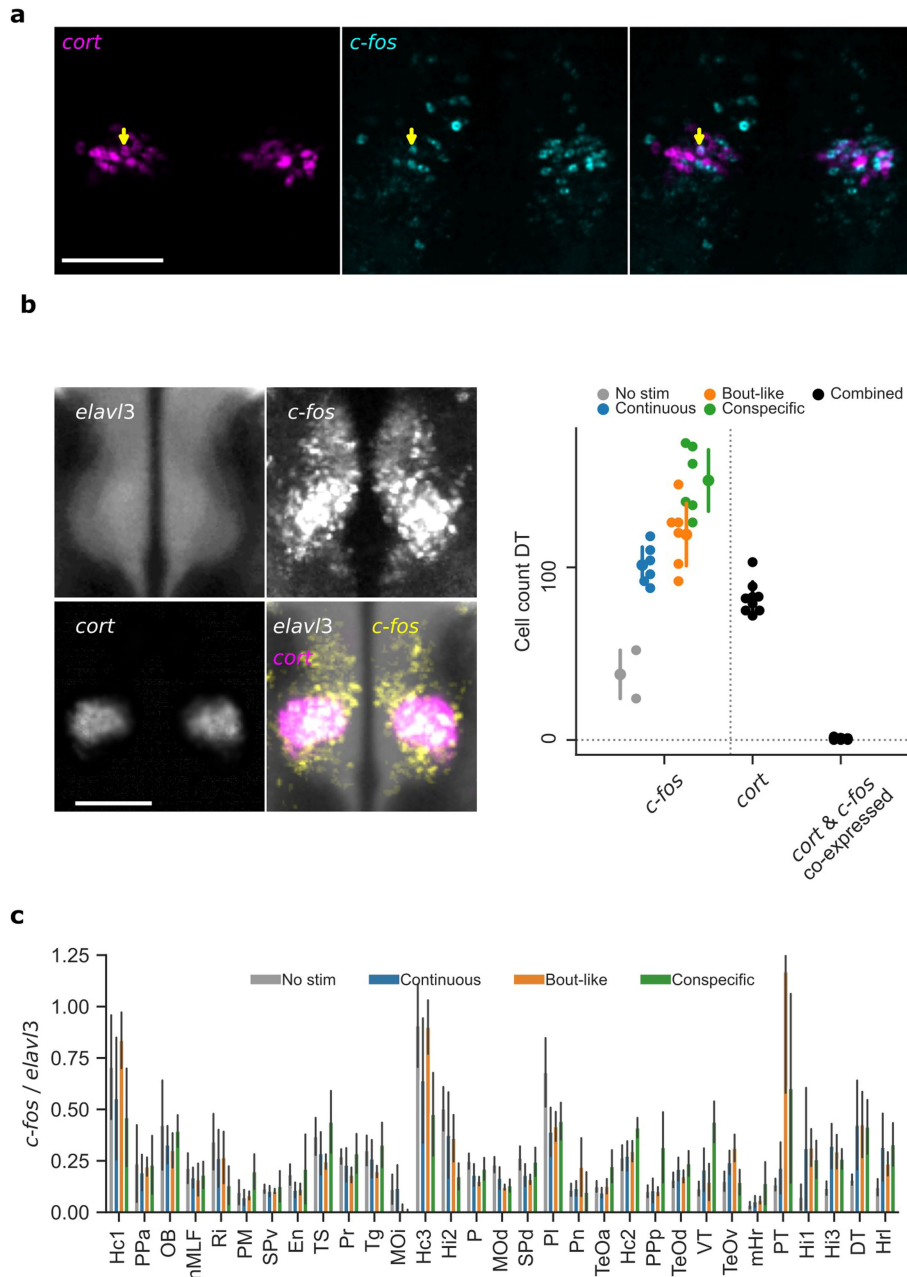 a
cort
c-fos
b
elavl3
c-fos
cort
elavl3
c-fos
cort
No stim
Bout-like
Combined
Continuous
Conspecific
Cell count DT
100
0
c-fos
cort
cort & c-fos
co-expressed
c
c-fos / elavl3
1.25
1.00
0.75
0.50
0.25
0.00
No stim
Continuous
Bout-like
Conspecific
Hc1
PPa
OB
nMLF
Ri
PM
SPv
En
TS
Pr
Tg
MOi
Hc3
Hi2
P
MOd
SPd
Pl
Pn
TeOa
Hc2
PPp
TeOd
VT
TeOv
mHr
PT
Hi1
Hi3
DT
Hrl